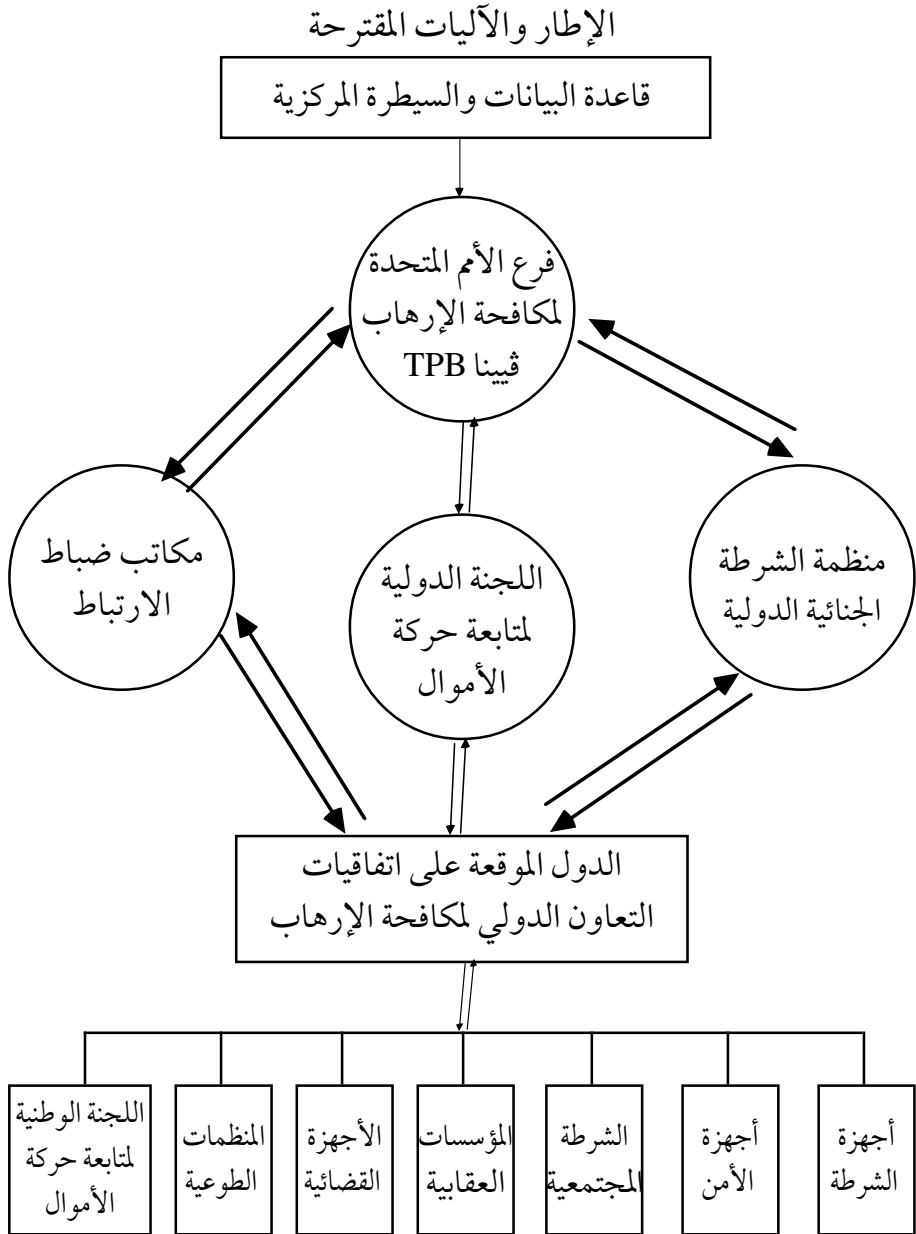 الإطار والآليات المقترحة
قاعدة البيانات والسيطرة المركزية
فرع الأمم المتحدة
لمكافحة الإرهاب
ڤيينا TPB
منظمة الشرطة
الجنائية الدولية
اللجنة الدولية
لمتابعة حركة
الأموال
مكاتب ضباط
الارتباط
الدول الموقعة على اتفاقيات
التعاون الدولي لمكافحة الإرهاب
أجهزة
الشرطة
أجهزة
الأمن
الشرطة
المجتمعية
المؤسسات
العقابية
الأجهزة
القضائية
المنظمات
الطوعية
اللجنة الوطنية
لمتابعة حركة
الأموال